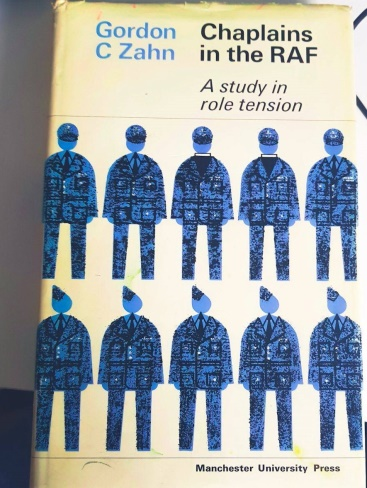 Gordon
C Zahn
Chaplains
in the RAF
A study in
role tension
Manchester University Press